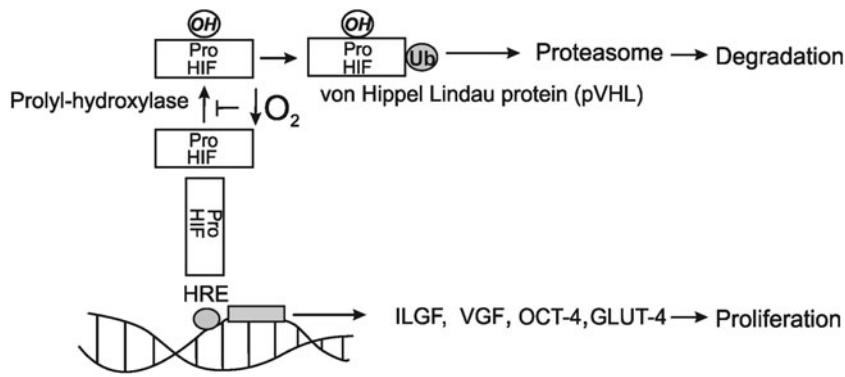 OH OH
Pro HIF
Pro HIF
Ub
Proteasome
Degradation
Prolyl-hydroxylase
O2
von Hippel Lindau protein (pVHL)
Pro HIF
Pro HIF
HRE
ILGF, VGF, OCT-4, GLUT-4
Proliferation